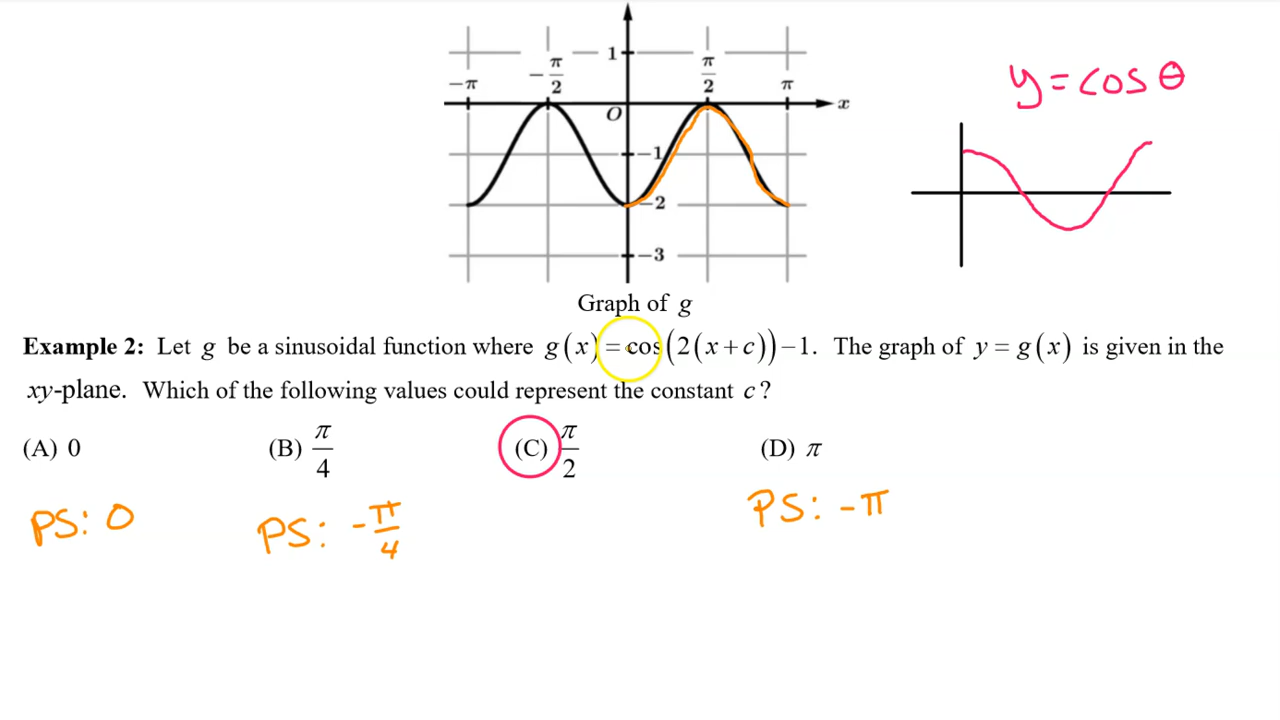 1
−π
−π/2
π/2
π
x
O
−1
−2
−3
y = cos θ
Graph of g
Example 2: Let g be a sinusoidal function where g(x) = cos(2(x+c))−1. The graph of y = g(x) is given in the
xy-plane. Which of the following values could represent the constant c?
(A) 0 (B) π/4 (C) π/2 (D) π
PS: 0 PS: -π/4 PS: -π